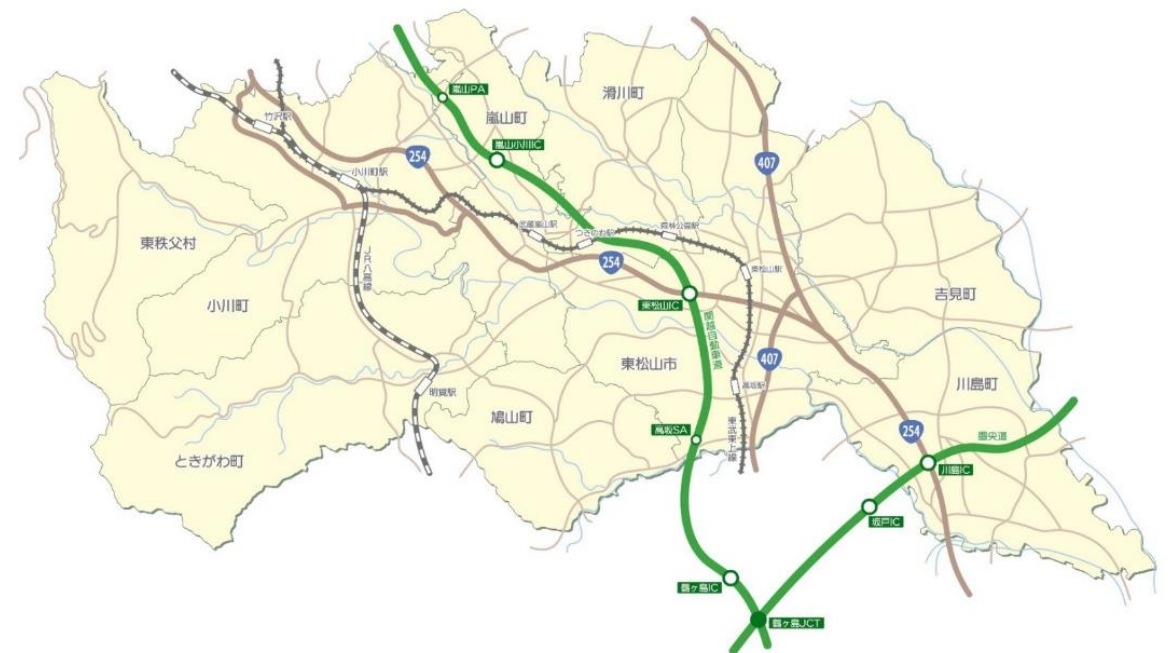 嵐山PA
嵐山町
滑川町
竹沢駅
嵐山小川IC
254
407
小川町駅
武蔵嵐山駅
つきのわ駅
森林公園駅
東秩父村
JR八高線
254
東松山駅
小川町
東松山IC
吉見町
関越自動車道
東松山市
407
川島町
明覚駅
高坂駅
鳩山町
高坂SA
東武東上線
254
圏央道
ときがわ町
川島IC
坂戸IC
鶴ヶ島IC
鶴ヶ島JCT